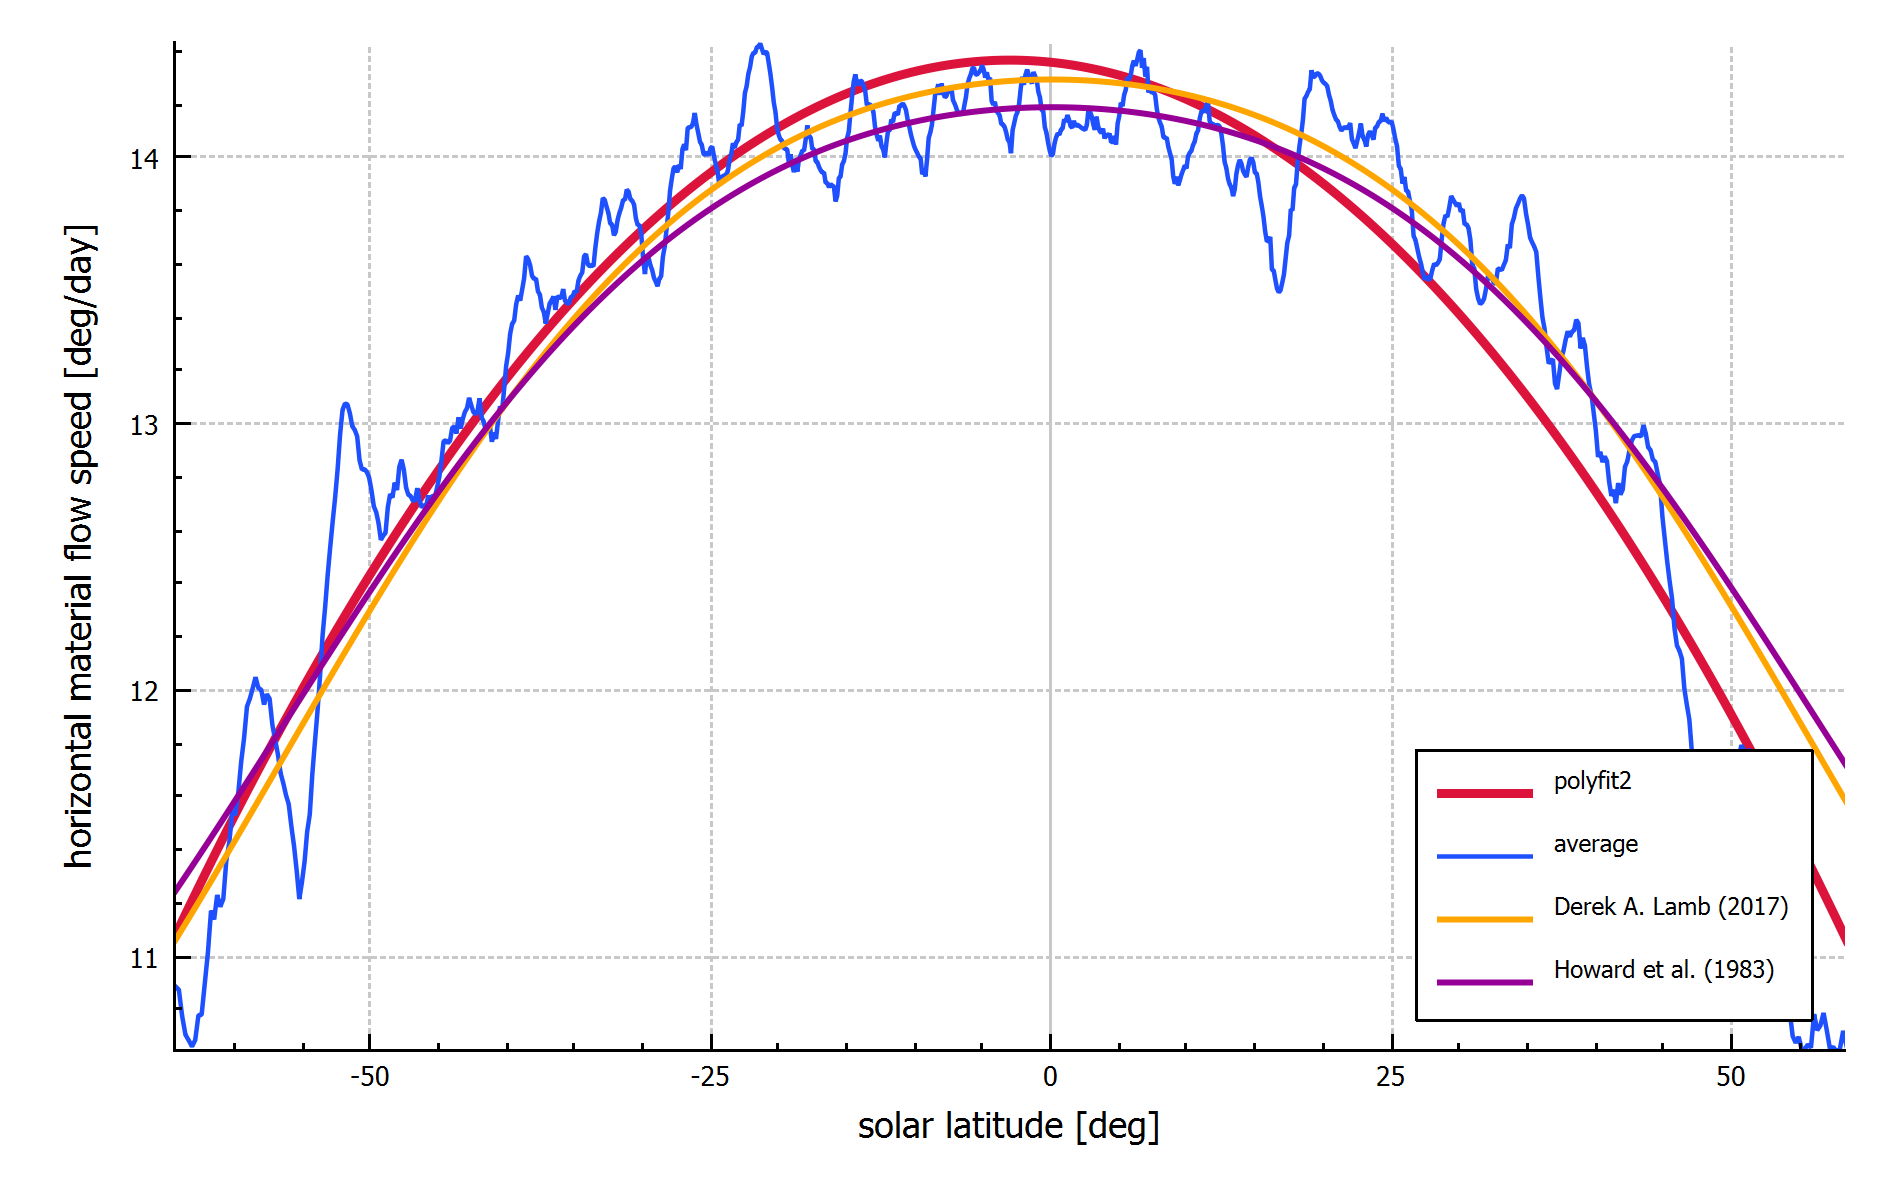 horizontal material flow speed [deg/day]
14
13
12
11
-50
-25
0
25
50
solar latitude [deg]
polyfit2
average
Derek A. Lamb (2017)
Howard et al. (1983)